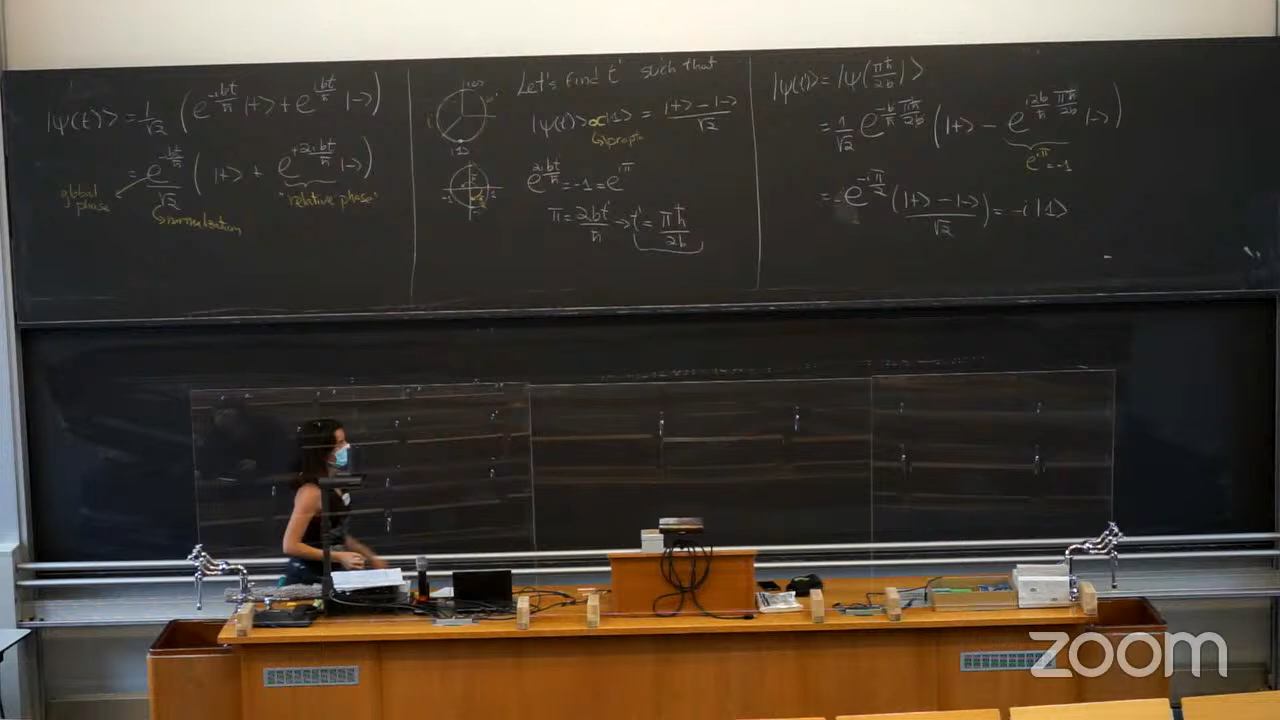 |ψ(t)⟩ = 1/√2 (e^{-ibt/ħ} |+⟩ + e^{ibt/ħ} |-⟩)
= e^{-ibt/ħ}/√2 ( |+⟩ + e^{+2ibt/ħ} |-⟩)
global phase
↳ normalization
"relative phase"
|0⟩
|1⟩
Let's find t' such that
|ψ(t)⟩ ∝ |1⟩ = |+⟩ - |-⟩/√2
e^{2ibt/ħ} = -1 = e^{iπ}
π = 2bt/ħ → t' = πħ/2b
|ψ(t')⟩ = |ψ(πħ/2b)⟩
= 1/√2 e^{-ib/ħ πħ/2b} (|+⟩ - e^{i2b/ħ πħ/2b} |-⟩)
e^{iπ} = -1
= e^{-iπ/2} (|+⟩ - |-⟩/√2) = -i |1⟩
zoom